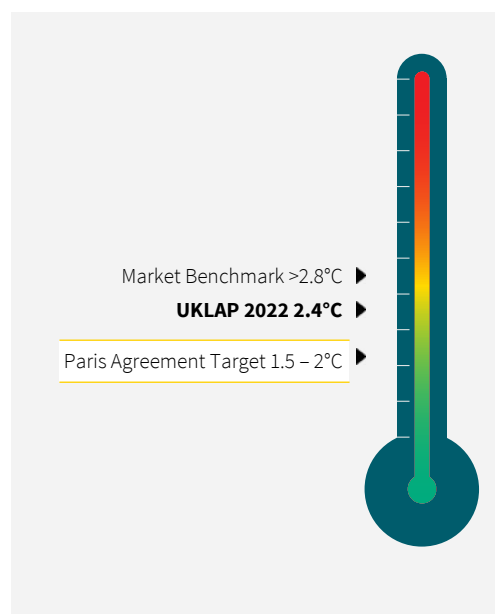 Market Benchmark >2.8°C
UKLAP 2022 2.4°C
Paris Agreement Target 1.5 – 2°C